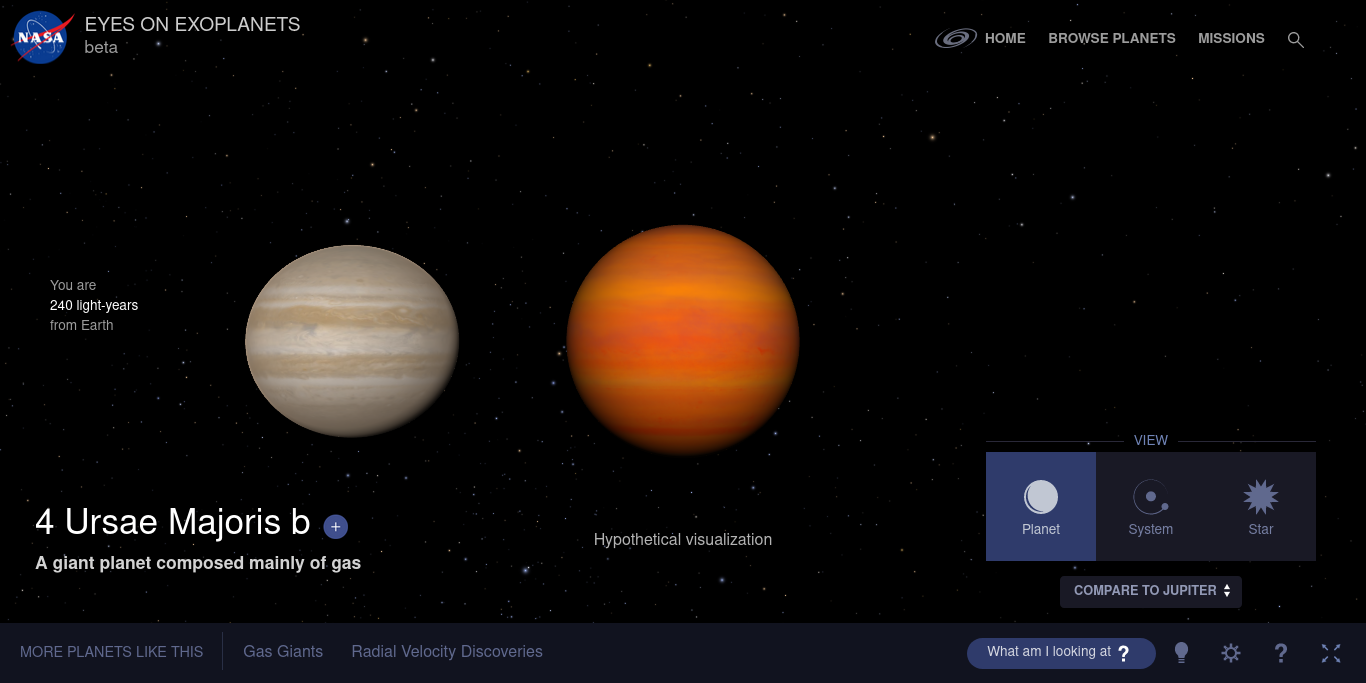 NASA
EYES ON EXOPLANETS
beta
HOME
BROWSE PLANETS
MISSIONS
You are
240 light-years
from Earth
VIEW
Planet
System
Star
4 Ursae Majoris b +
A giant planet composed mainly of gas
Hypothetical visualization
COMPARE TO JUPITER
MORE PLANETS LIKE THIS
Gas Giants
Radial Velocity Discoveries
What am I looking at ?
?